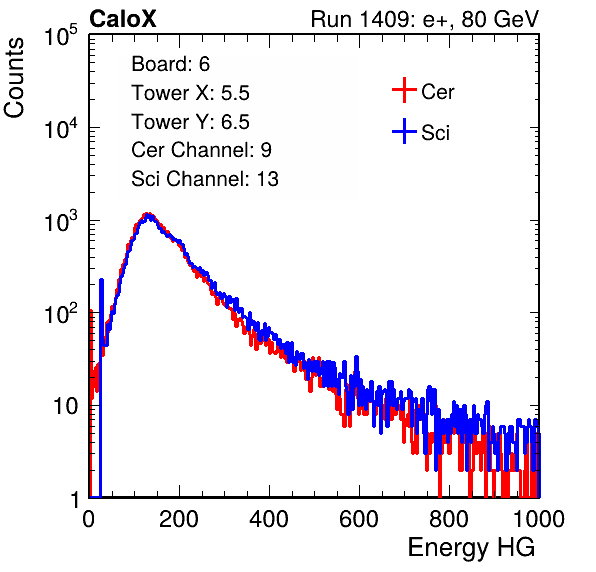 CaloX Run 1409: e+, 80 GeV
Counts
Board: 6
Tower X: 5.5
Tower Y: 6.5
Cer Channel: 9
Sci Channel: 13
Cer
Sci
10^5
10^4
10^3
10^2
10
1
0 200 400 600 800 1000
Energy HG